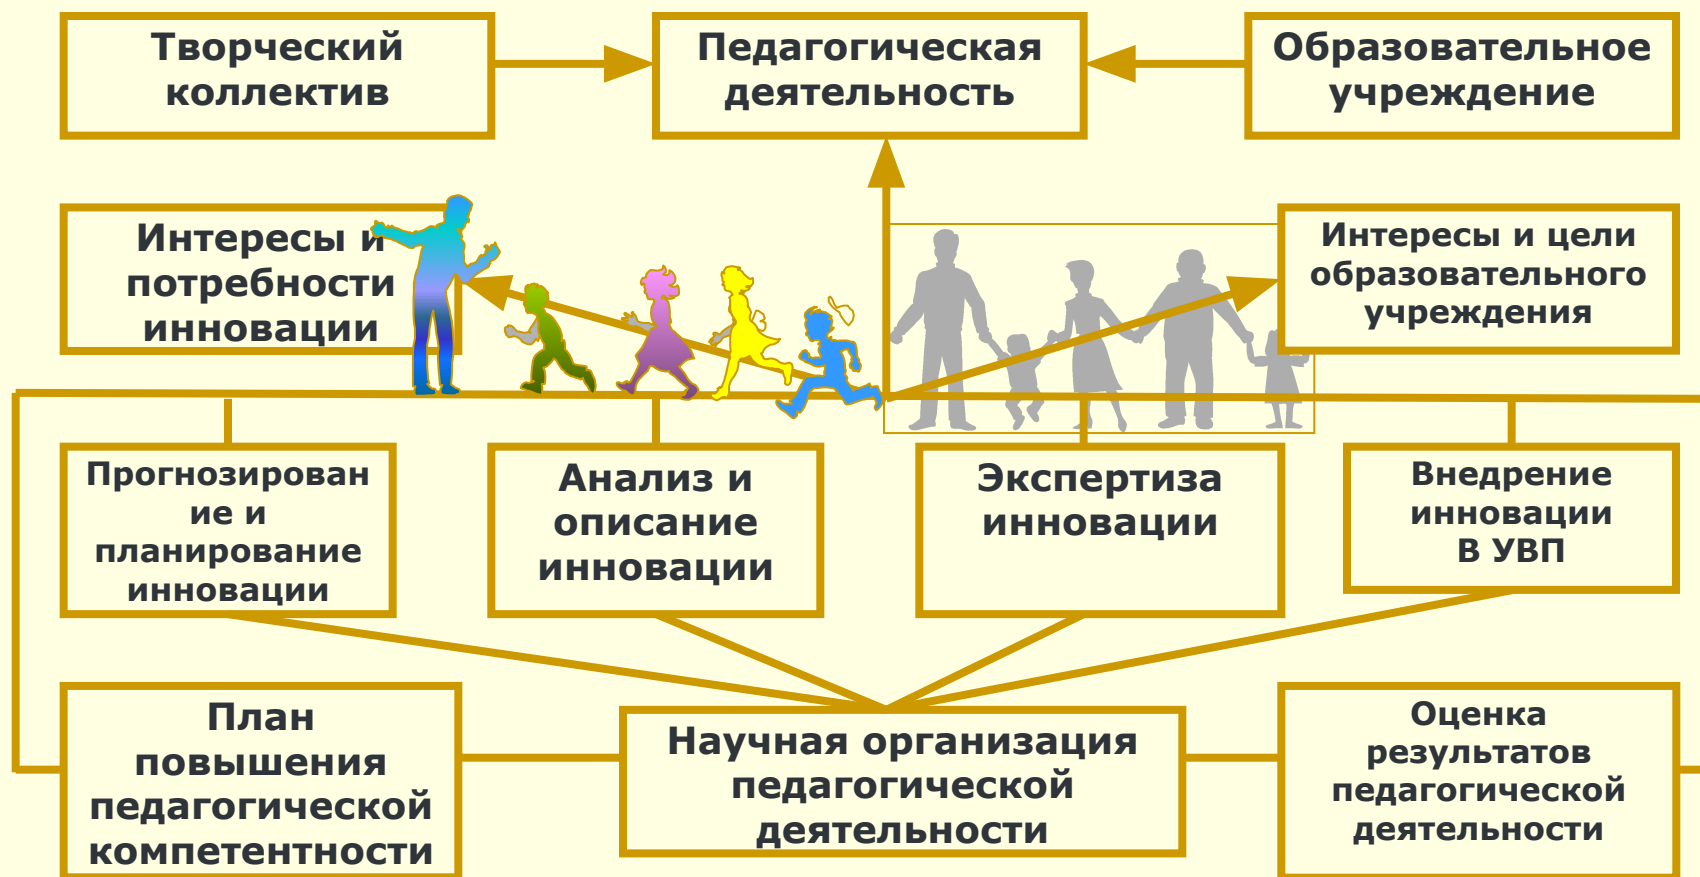 Творческий
коллектив
Педагогическая
деятельность
Образовательное
учреждение
Интересы и
потребности
инновации
Интересы и цели
образовательного
учреждения
Прогнозирован
ие и
планирование
инновации
Анализ и
описание
инновации
Экспертиза
инновации
Внедрение
инновации
В УВП
План
повышения
педагогической
компетентности
Научная организация
педагогической
деятельности
Оценка
результатов
педагогической
деятельности